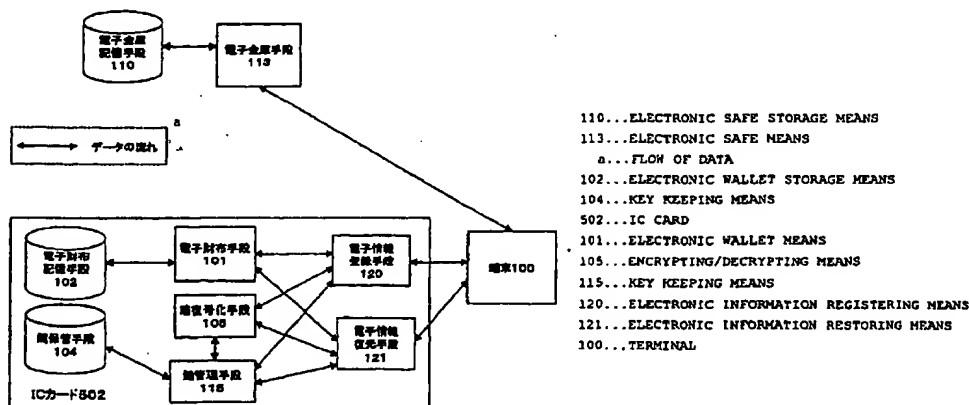 電子金庫
記憶手段
110
電子金庫手段
113
a
データの流れ
電子財布
記憶手段
102
電子財布手段
101
電子情報
登録手段
120
端末100
暗復号化手段
105
鍵保管手段
104
電子情報
復元手段
121
鍵管理手段
115
ICカード502
110...ELECTRONIC SAFE STORAGE MEANS
113...ELECTRONIC SAFE MEANS
a...FLOW OF DATA
102...ELECTRONIC WALLET STORAGE MEANS
104...KEY KEEPING MEANS
502...IC CARD
101...ELECTRONIC WALLET MEANS
105...ENCRYPTING/DECRYPTING MEANS
115...KEY KEEPING MEANS
120...ELECTRONIC INFORMATION REGISTERING MEANS
121...ELECTRONIC INFORMATION RESTORING MEANS
100...TERMINAL